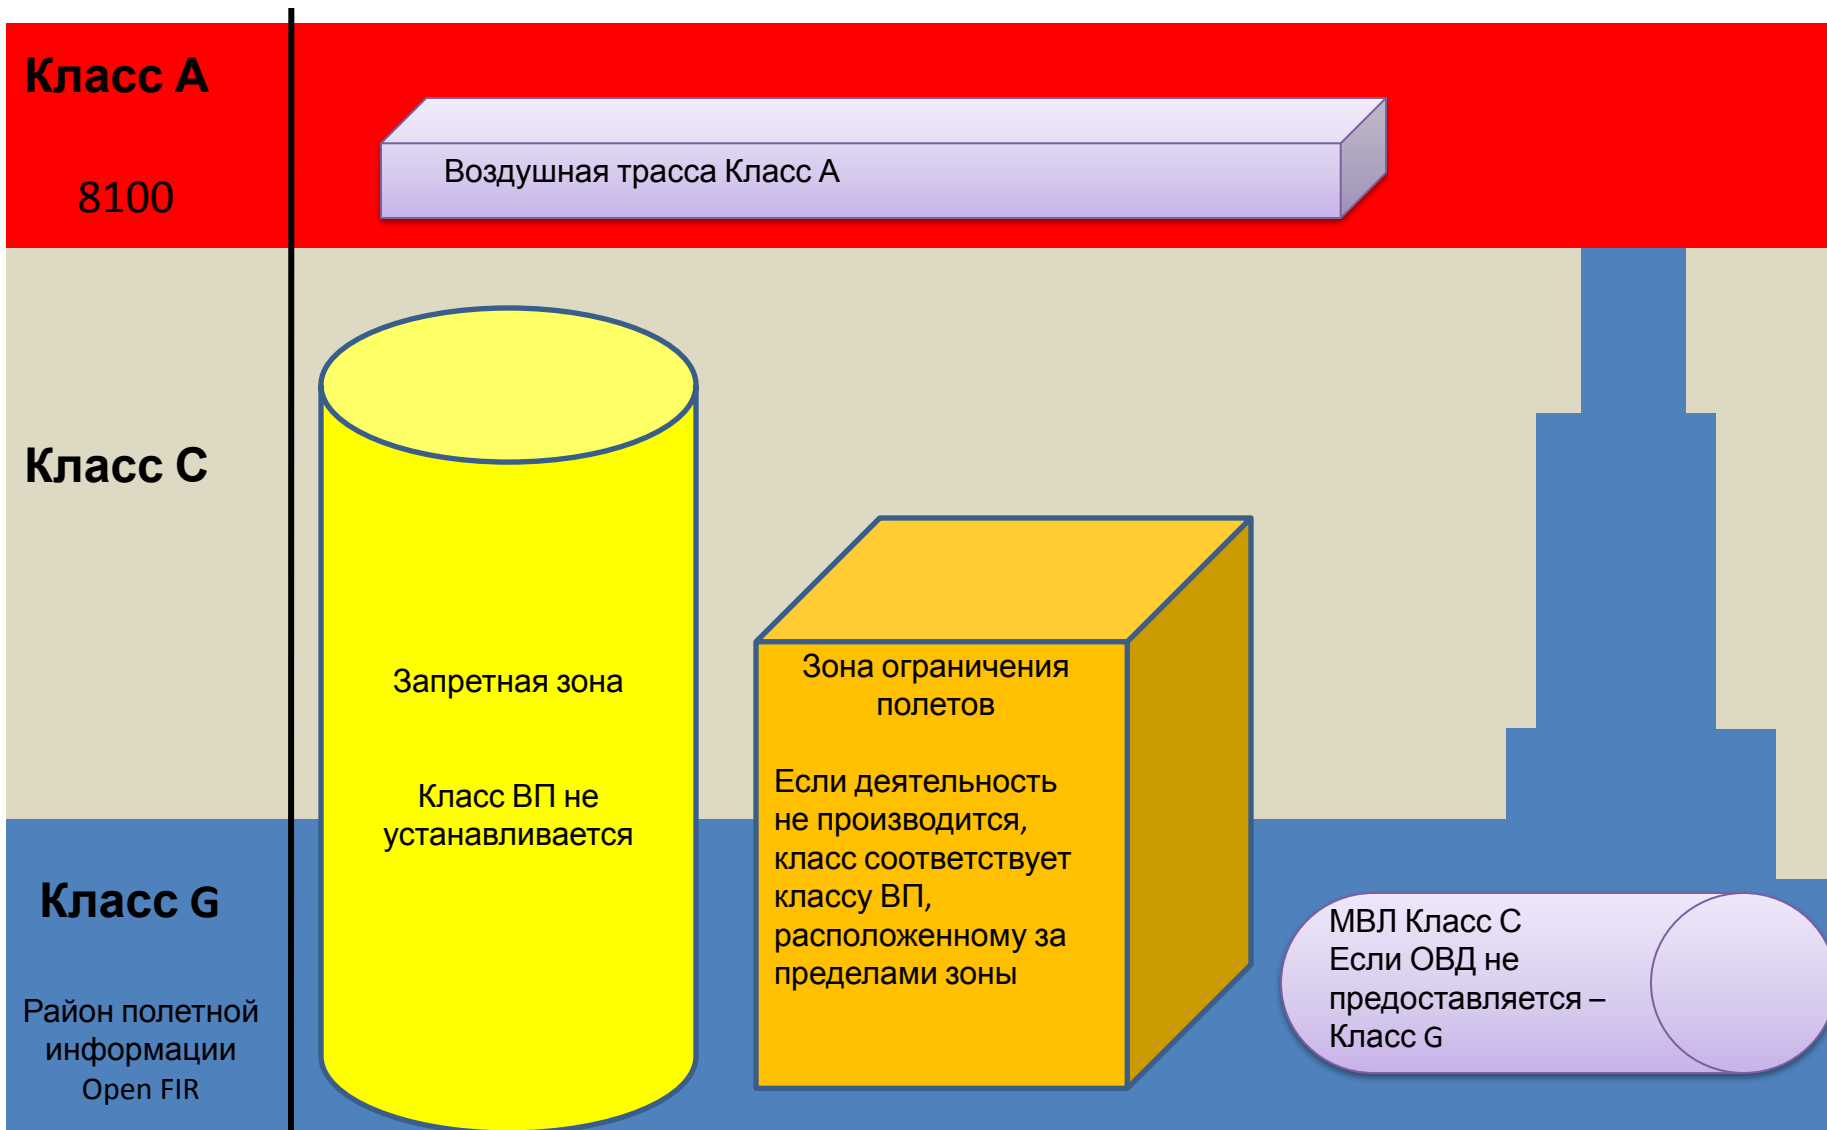 Класс А
8100
Воздушная трасса Класс А
Класс С
Запретная зона
Класс ВП не
устанавливается
Зона ограничения
полетов
Если деятельность
не производится,
класс соответствует
классу ВП,
расположенному за
пределами зоны
Класс G
Район полетной
информации
Open FIR
МВЛ Класс С
Если ОВД не
предоставляется –
Класс G